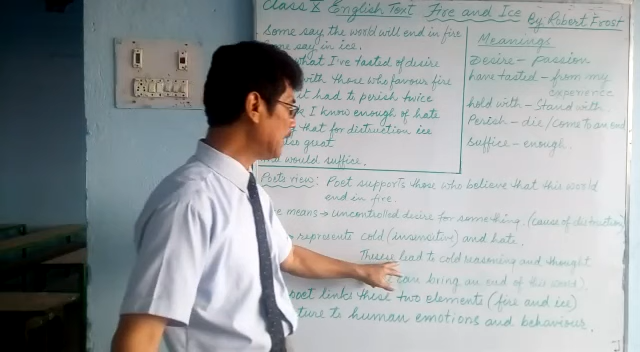 Class X English Text Fire and Ice By Robert Frost
Some say the world will end in fire
some say in ice.
what I've tasted of desire
with those who favour fire
it had to perish twice
I know enough of hate
that for distruction ice
great
would suffice.
Meanings
Desire - passion
have tasted - from my
experience
hold with - Stand with.
Perish - die/come to an end
Suffice - enough.
Poets view: Poet supports those who believe that this world
end in fire.
means → uncontrolled desire for something. (cause of distruction)
represents cold (insensitive) and hate.
These lead to cold reasoning and thought
can bring an end of this world).
poet links these two elements (fire and ice)
to human emotions and behaviour.